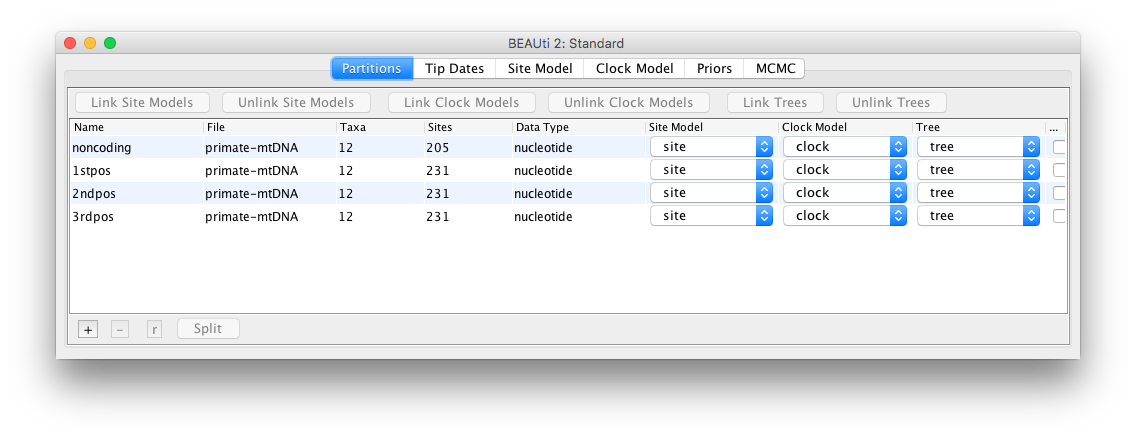 BEAUti 2: Standard
Partitions Tip Dates Site Model Clock Model Priors MCMC
Link Site Models Unlink Site Models Link Clock Models Unlink Clock Models Link Trees Unlink Trees
Name File Taxa Sites Data Type Site Model Clock Model Tree ...
noncoding primate-mtDNA 12 205 nucleotide site clock tree
1stpos primate-mtDNA 12 231 nucleotide site clock tree
2ndpos primate-mtDNA 12 231 nucleotide site clock tree
3rdpos primate-mtDNA 12 231 nucleotide site clock tree
+ - r Split